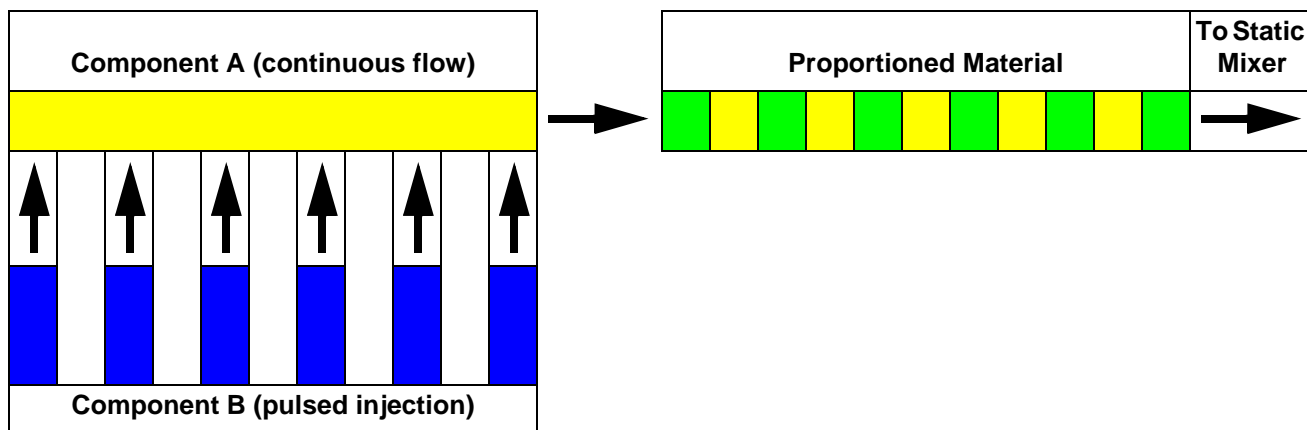 Component A (continuous flow)
Proportioned Material
To Static
Mixer
Component B (pulsed injection)